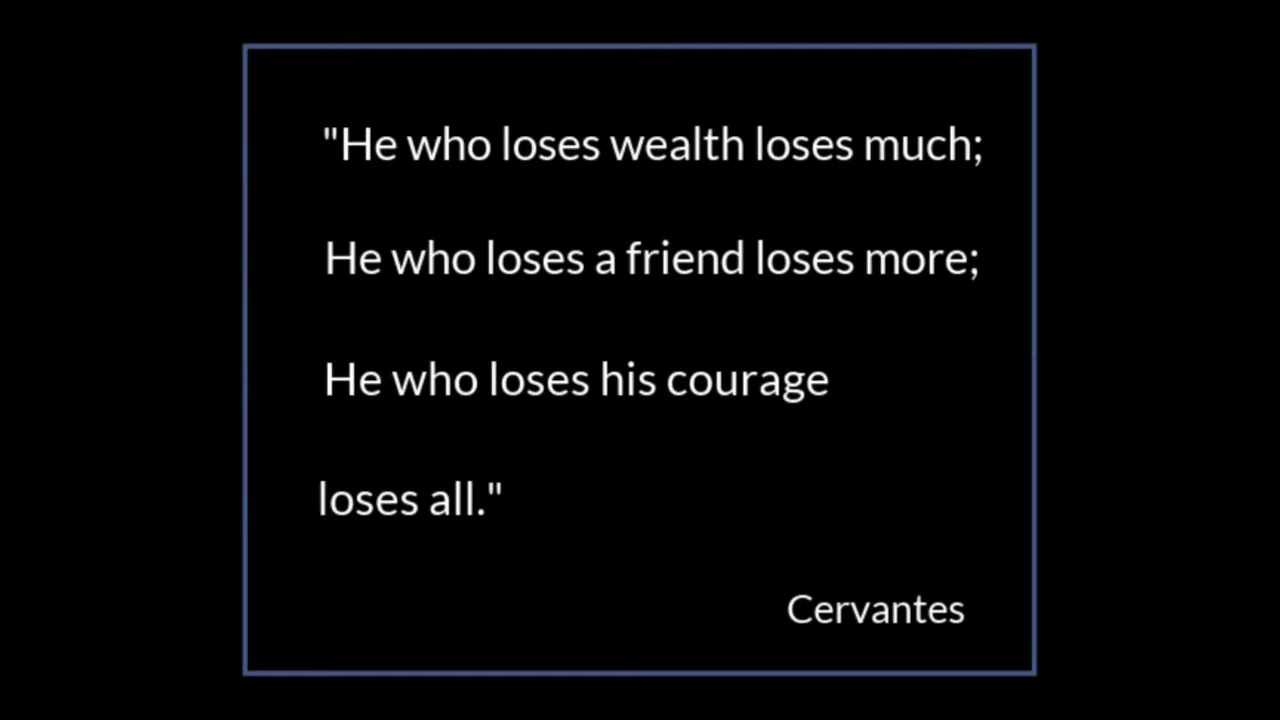 "He who loses wealth loses much;
He who loses a friend loses more;
He who loses his courage
loses all."
Cervantes